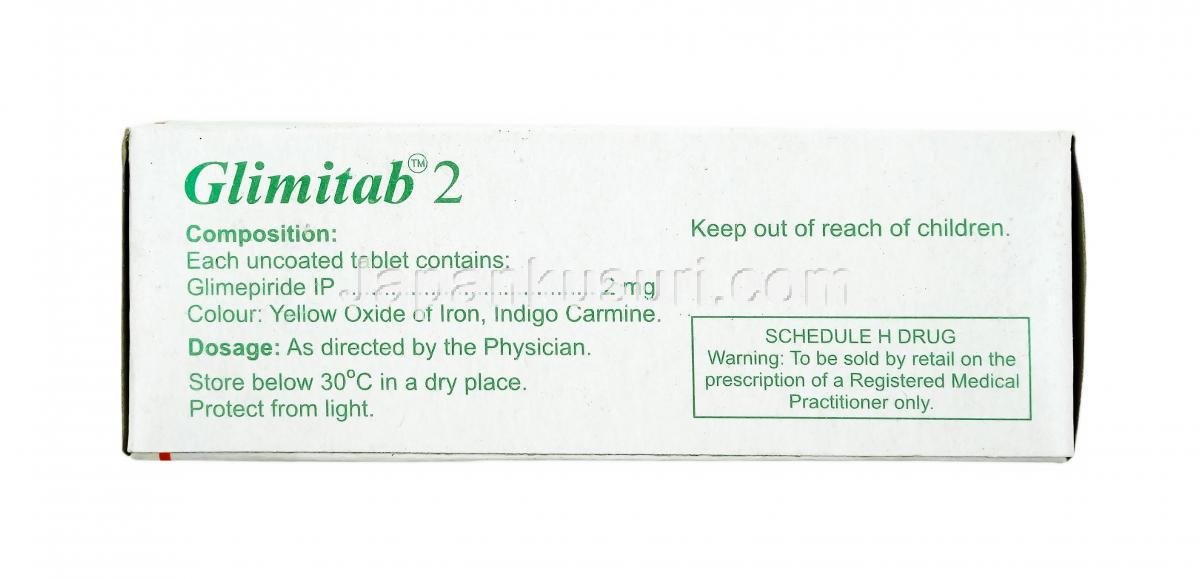 Glimitab™ 2
Composition:
Each uncoated tablet contains:
Glimepiride IP.................................. 2 mg
Colour: Yellow Oxide of Iron, Indigo Carmine.
Dosage: As directed by the Physician.
Store below 30°C in a dry place.
Protect from light.
Keep out of reach of children.
SCHEDULE H DRUG
Warning: To be sold by retail on the
prescription of a Registered Medical
Practitioner only.
Japankusuri.com